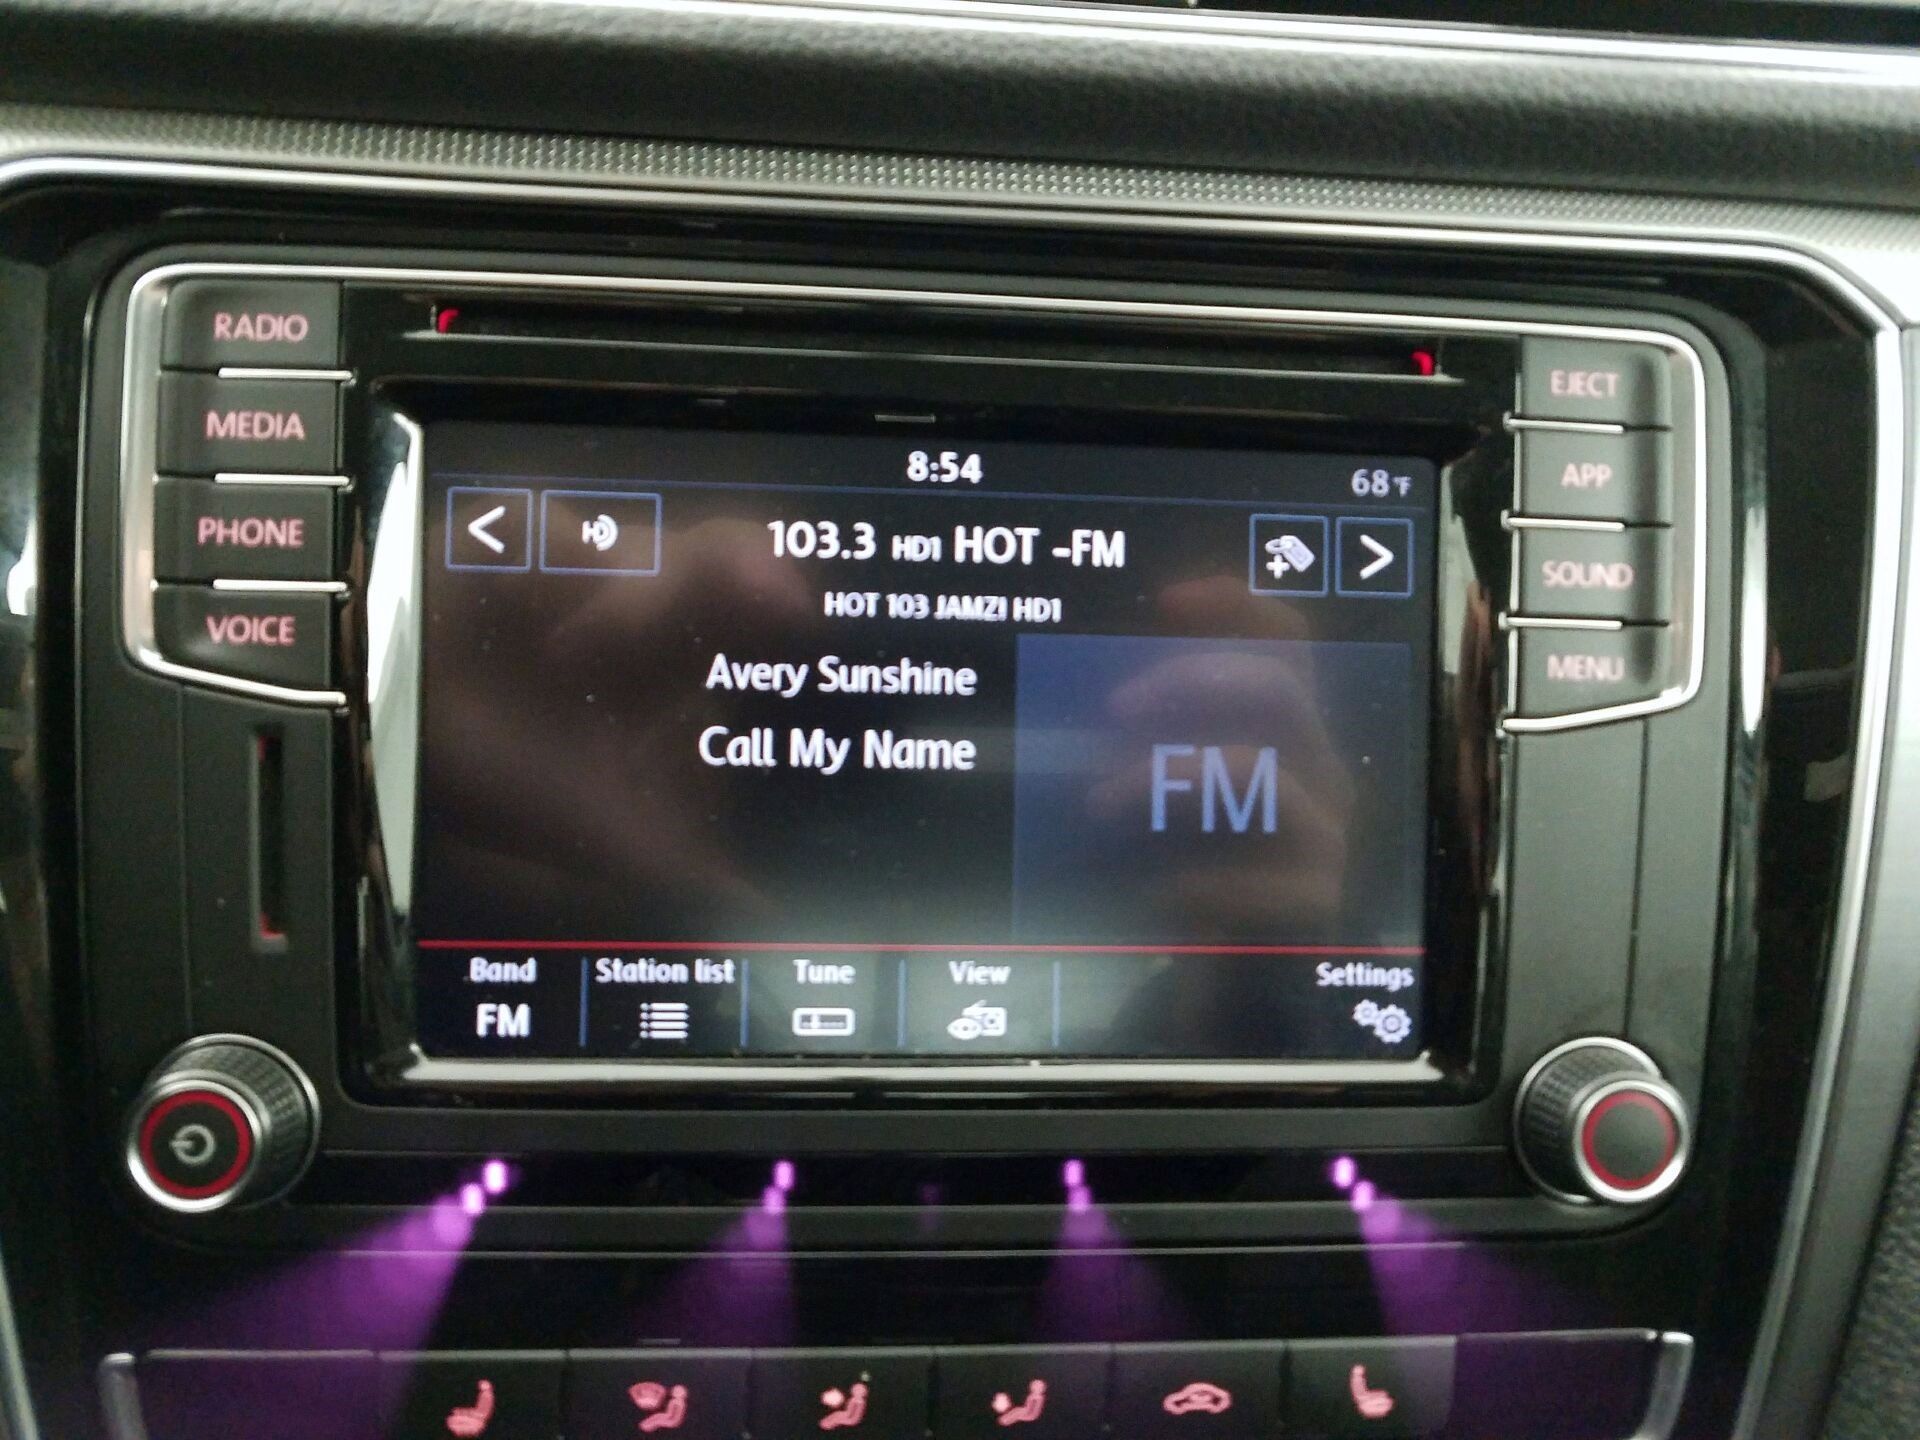 RADIO
MEDIA
PHONE
VOICE
EJECT
APP
SOUND
MENU
8:54
68°F
HD
103.3 HD1 HOT -FM
HOT 103 JAMZ! HD1
Avery Sunshine
Call My Name
FM
Band
FM
Station list
Tune
View
Settings